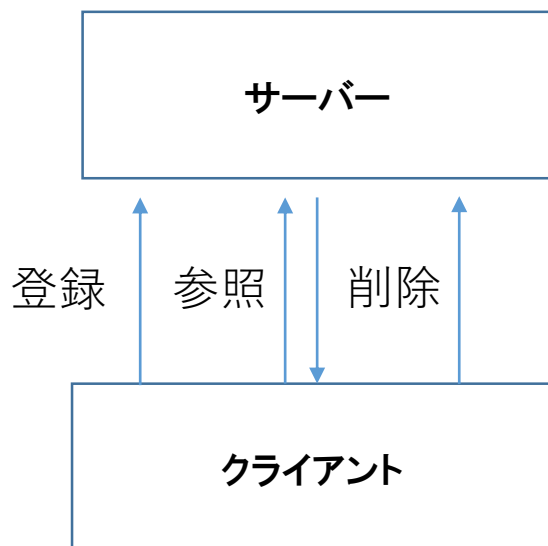 サーバー
登録 参照 削除
クライアント